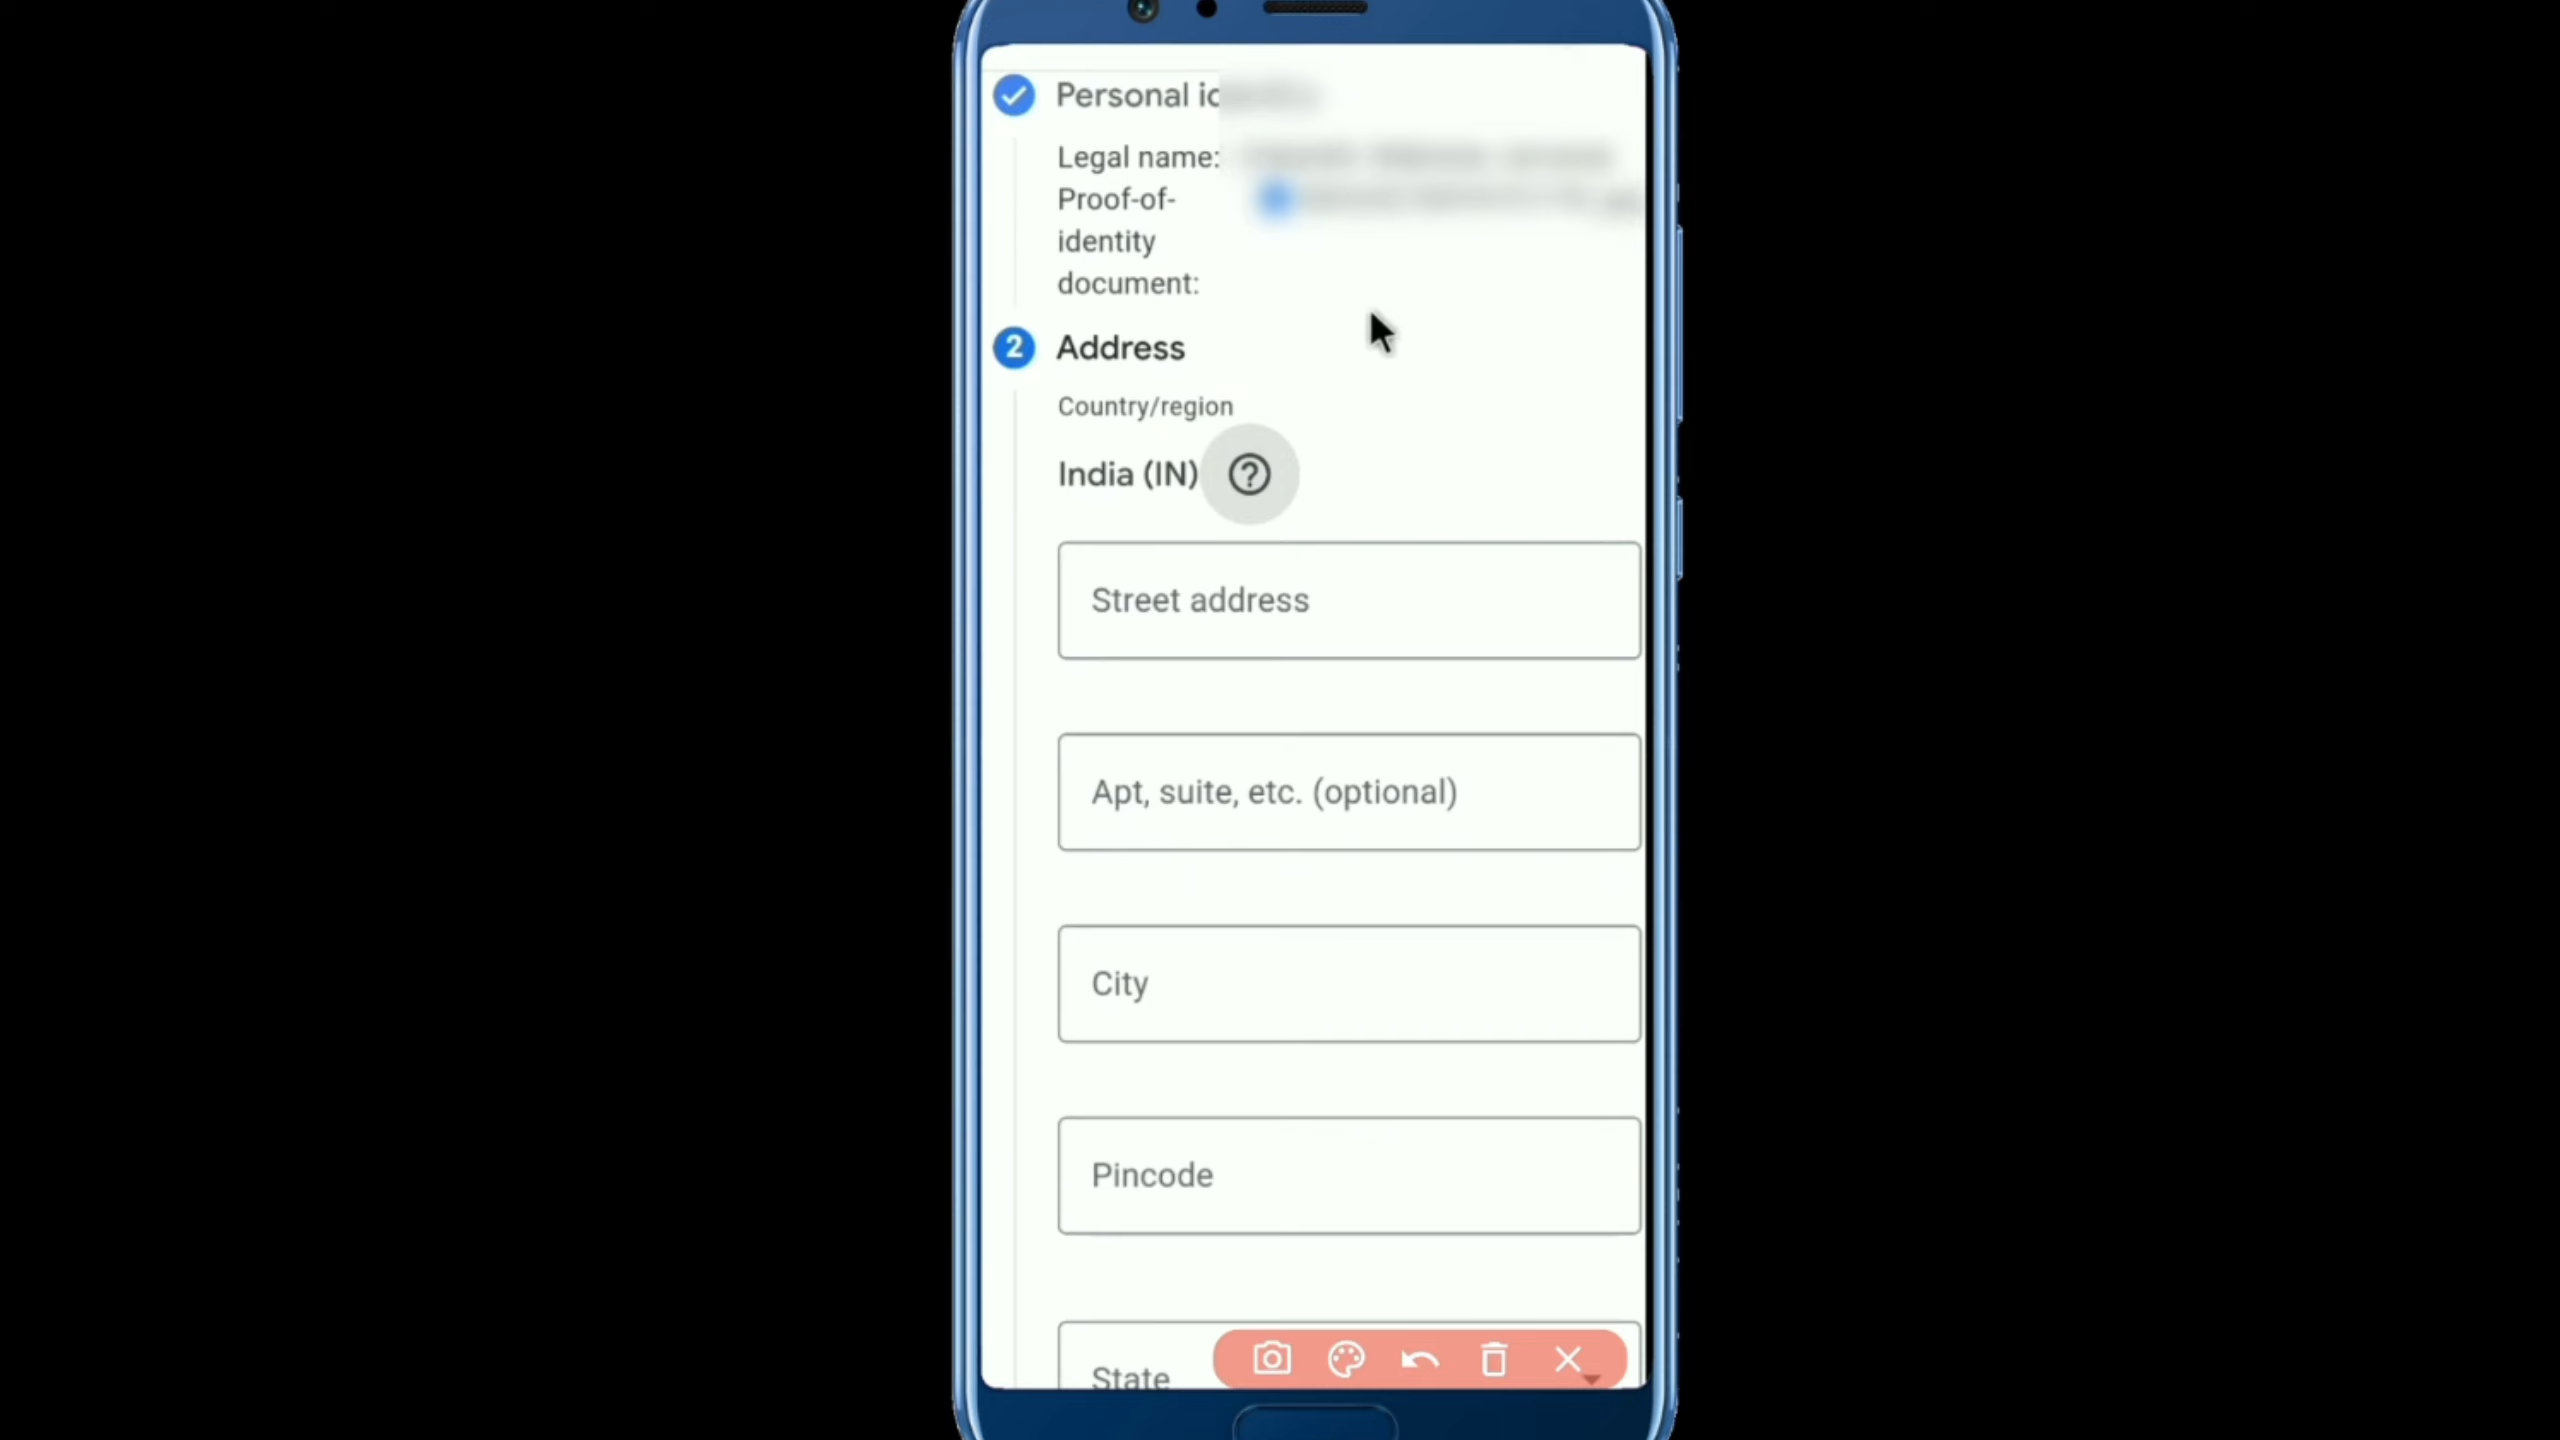 Personal
Legal name:
Proof-of-
identity
document:
2
Address
Country/region
India (IN)
Street address
Apt, suite, etc. (optional)
City
Pincode
State